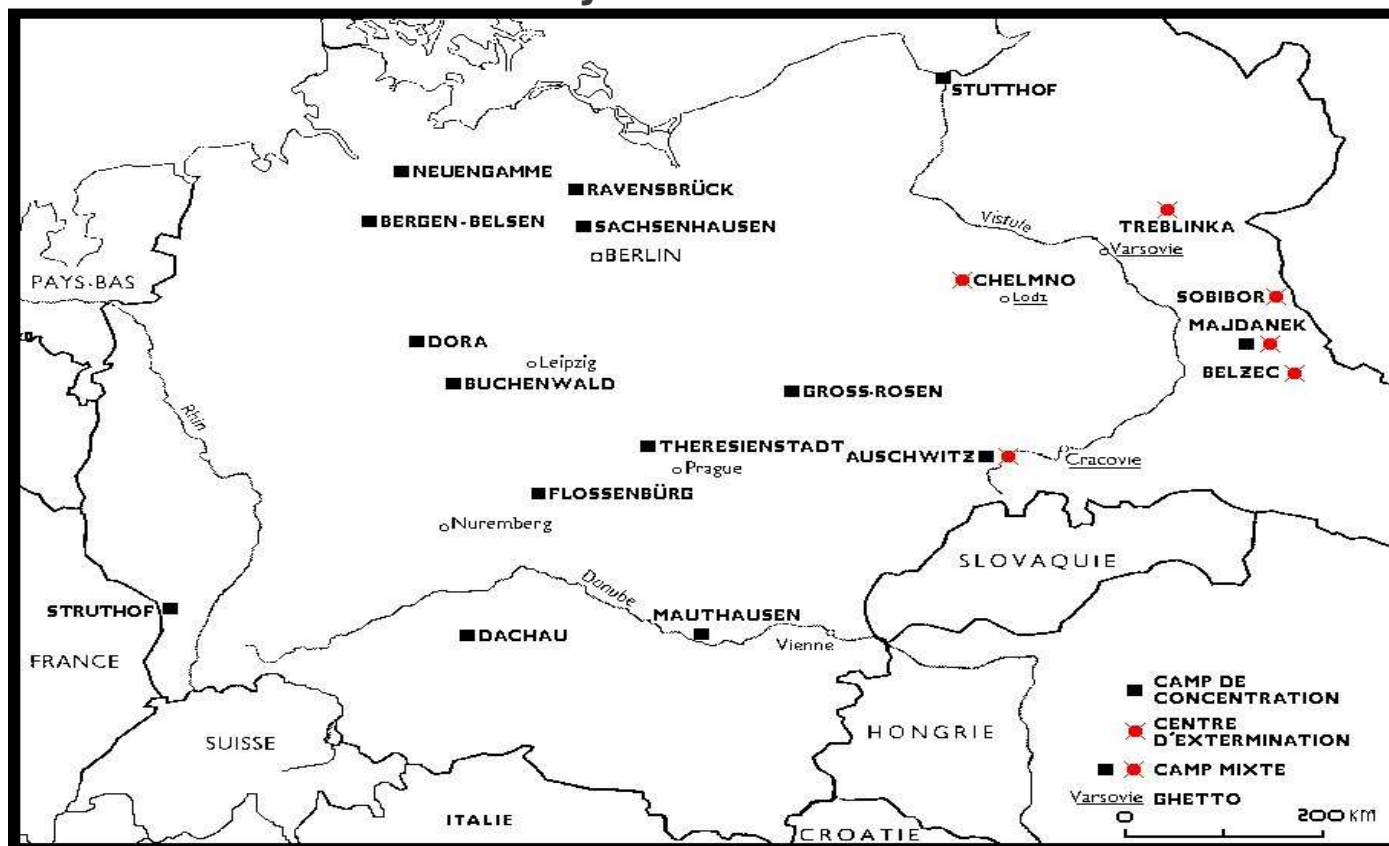 STUTTHOF
NEUENGAMME
RAVENSBRÜCK
BERGEN-BELSEN
SACHSENHAUSEN
Vistule
TREBLINKA
Varsovie
BERLIN
PAYS-BAS
CHELMNO
Lodz
SOBIBOR
MAJDANEK
DORA
Leipzig
BELZEC
BUCHENWALD
GROSS-ROSEN
Rhin
THERESIENSTADT
AUSCHWITZ
Cracovie
Prague
FLOSSENBÜRG
Nuremberg
SLOVAQUIE
Danube
STRUTHOF
MAUTHAUSEN
DACHAU
Vienne
FRANCE
CAMP DE
CONCENTRATION
CENTRE
D'EXTERMINATION
HONGRIE
SUISSE
CAMP MIXTE
Varsovie GHETTO
ITALIE
CROATIE
0 200 KM